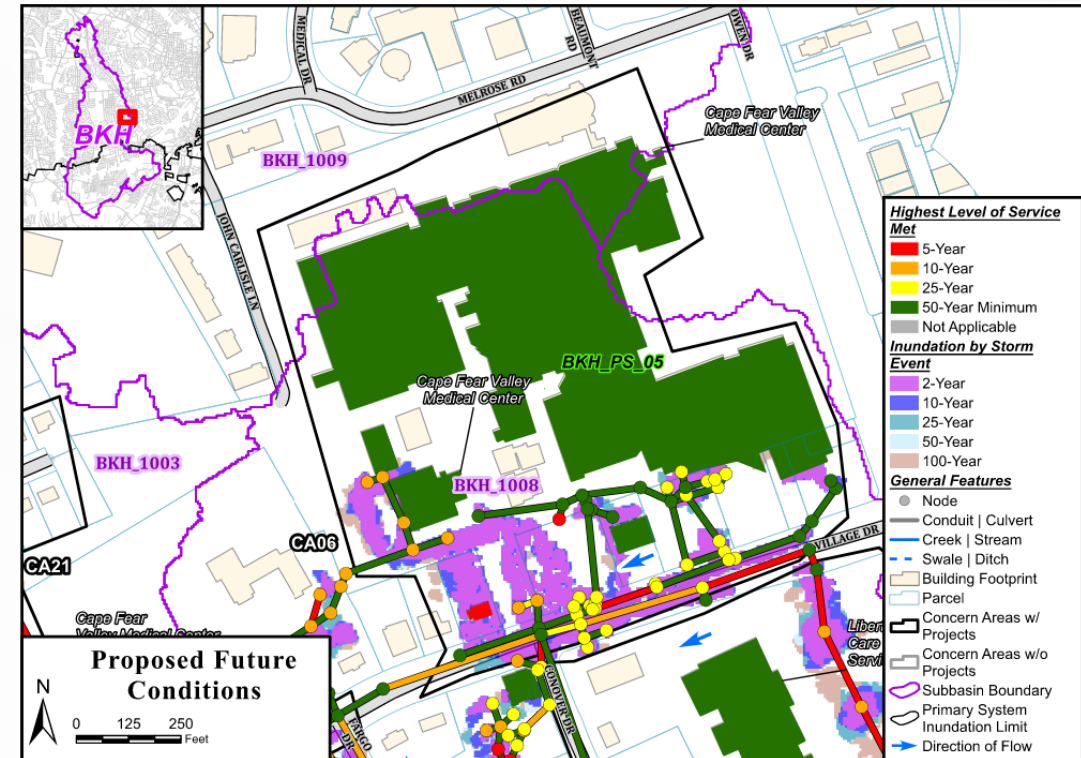 MEDICAL DR
BEAUMONT
RD
OWEN DR
MELROSE RD
Cape Fear Valley
Medical Center
BKH
BKH_1009
JOHN CARLISLE LN
BKH_PS_05
Cape Fear Valley
Medical Center
BKH_1003
BKH_1008
CA06
CA21
VILLAGE DR
Cape Fear
Valley Medical Center
Care
CONOVER DR
FARGO
DR
Proposed Future
Conditions
N
0 125 250
Feet
Highest Level of Service
Met
5-Year
10-Year
25-Year
50-Year Minimum
Not Applicable
Inundation by Storm
Event
2-Year
10-Year
25-Year
50-Year
100-Year
General Features
Node
Conduit | Culvert
Creek | Stream
Swale | Ditch
Building Footprint
Parcel
Concern Areas w/
Projects
Concern Areas w/o
Projects
Subbasin Boundary
Primary System
Inundation Limit
Direction of Flow